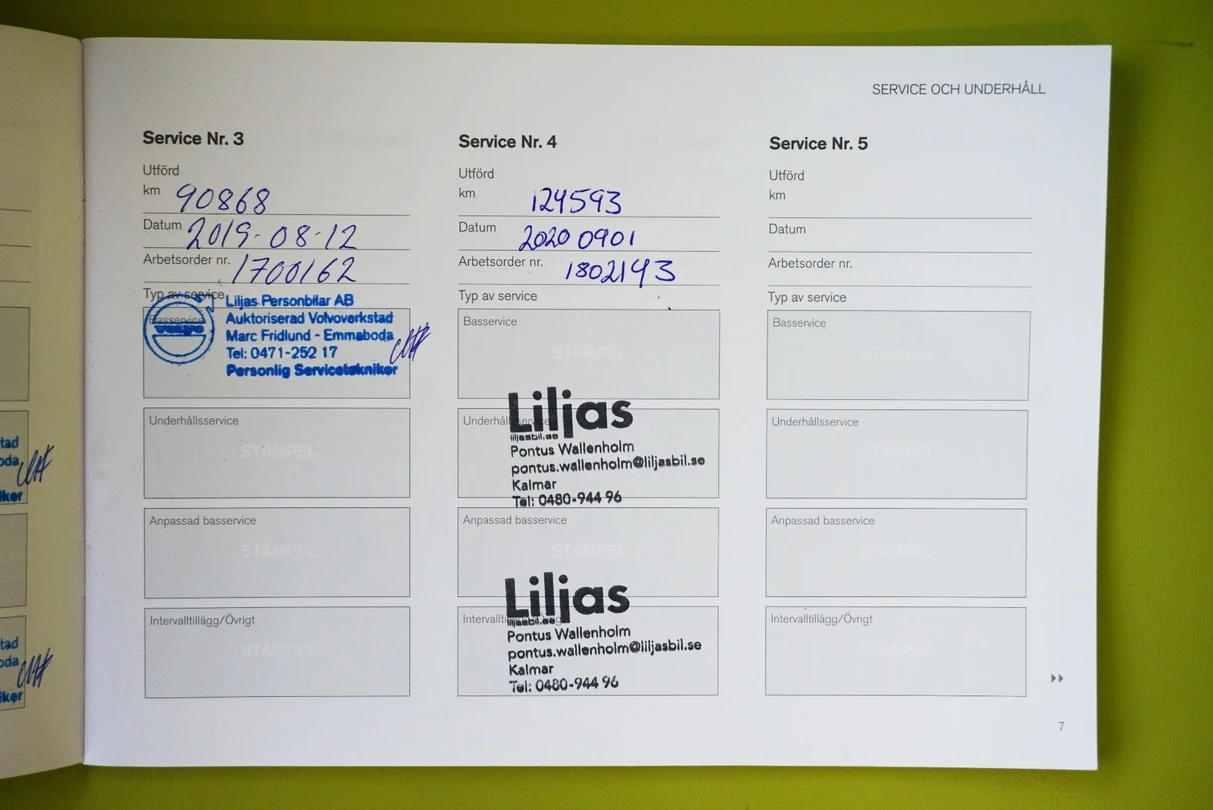 SERVICE OCH UNDERHÅLL
Service Nr. 3
Utförd
km 90868
Datum 2019-08-12
Arbetsorder nr. 1700162
Typ av service
Basservice
VOLVO
Liljas Personbilar AB
Auktoriserad Volvoverkstad
Marc Fridlund - Emmaboda
Tel: 0471-252 17
Personlig Servicetekniker
Underhållsservice
STÄMPEL
Anpassad basservice
STÄMPEL
Intervalltillägg/Övrigt
STÄMPEL
Service Nr. 4
Utförd
km 124593
Datum 2020 0901
Arbetsorder nr. 1802143
Typ av service
Basservice
STÄMPEL
Underhållsservice
Liljas
liljasbil.se
Pontus Wallenholm
pontus.wallenholm@liljasbil.se
Kalmar
Tel: 0480-944 96
Anpassad basservice
STÄMPEL
Intervalltillägg/Övrigt
Liljas
liljasbil.se
Pontus Wallenholm
pontus.wallenholm@liljasbil.se
Kalmar
Tel: 0480-944 96
Service Nr. 5
Utförd
km
Datum
Arbetsorder nr.
Typ av service
Basservice
STÄMPEL
Underhållsservice
STÄMPEL
Anpassad basservice
STÄMPEL
Intervalltillägg/Övrigt
STÄMPEL
7